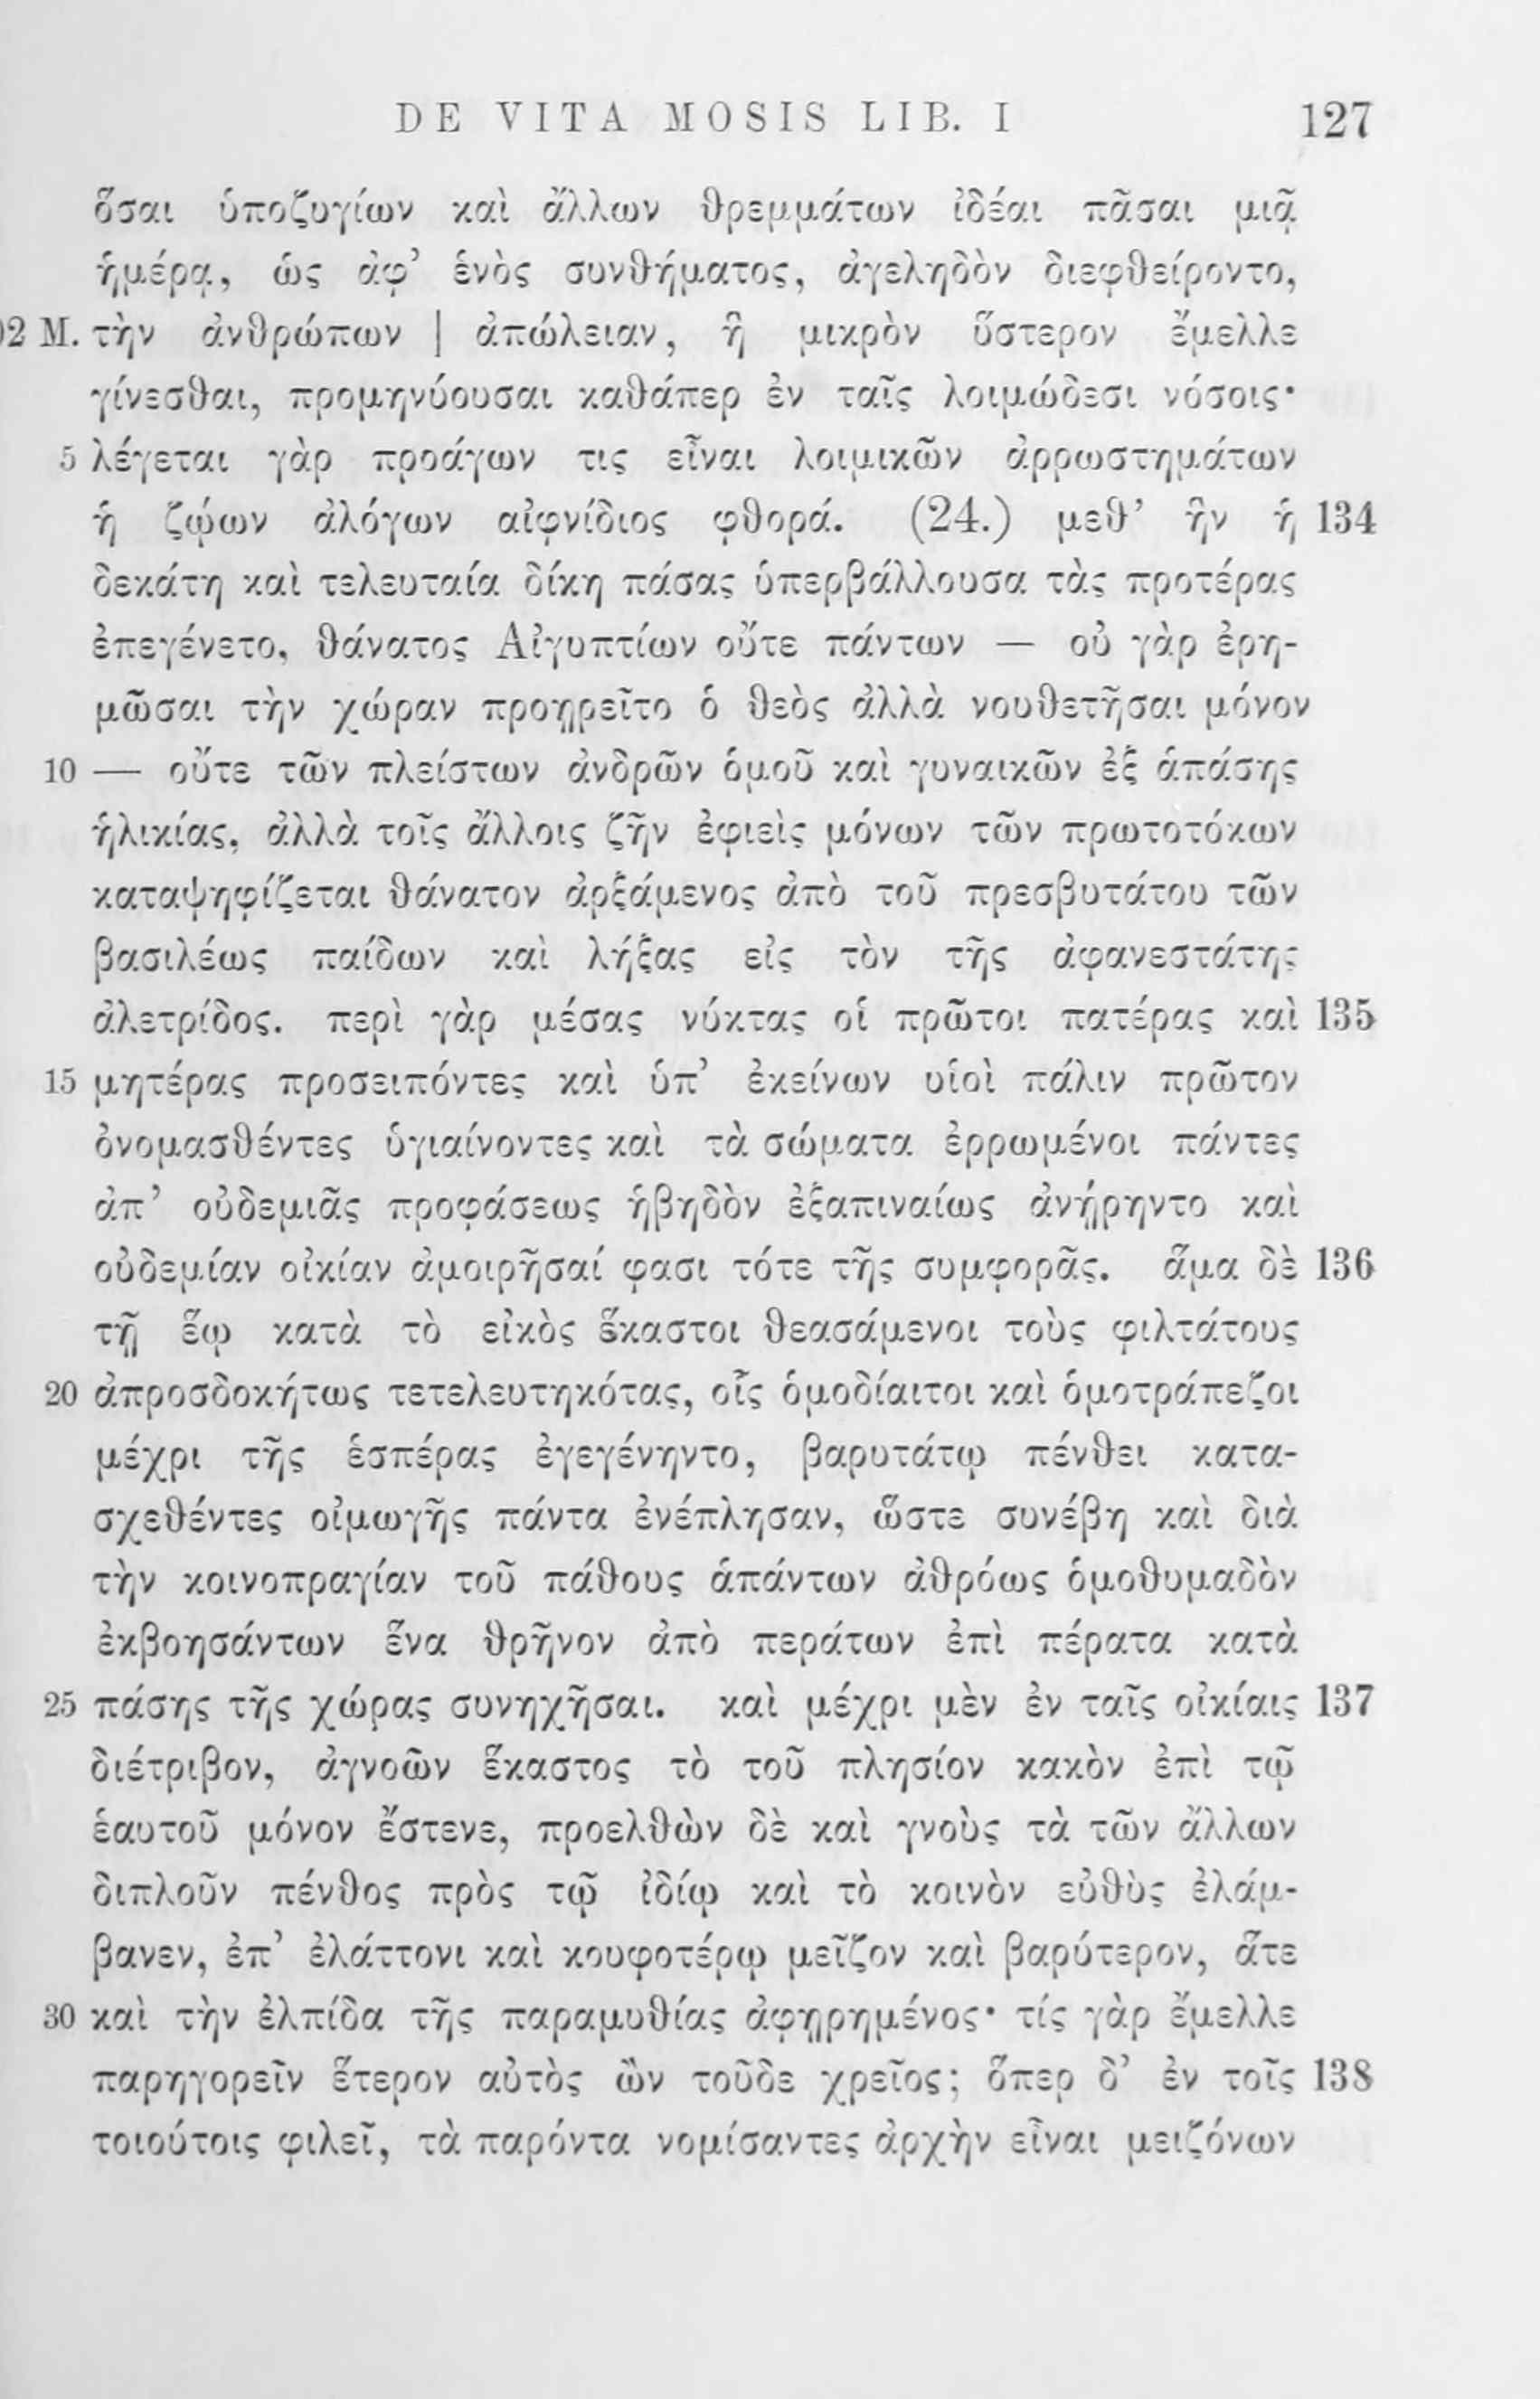 DE VITA MOSIS LIB. I 127
ὅσαι ὑποζυγίων καὶ ἄλλων θρεμμάτων ἰδέαι πᾶσαι μιᾷ
ἡμέρᾳ, ὡς ἀφ’ ἑνὸς συνθήματος, ἀγεληδὸν διεφθείροντο,
02 M. τὴν ἀνθρώπων | ἀπώλειαν, ἣ μικρὸν ὕστερον ἔμελλε
γίνεσθαι, προμηνύουσαι καθάπερ ἐν ταῖς λοιμώδεσι νόσοις·
5 λέγεται γὰρ προάγων τις εἶναι λοιμικῶν ἀρρωστημάτων
ἡ ζῴων ἀλόγων αἰφνίδιος φθορά. (24.) μεθ’ ἣν ἡ 134
δεκάτη καὶ τελευταία δίκη πάσας ὑπερβάλλουσα τὰς προτέρας
ἐπεγένετο, θάνατος Αἰγυπτίων οὔτε πάντων — οὐ γὰρ ἐρη-
μῶσαι τὴν χώραν προῃρεῖτο ὁ θεὸς ἀλλὰ νουθετῆσαι μόνον
10 — οὔτε τῶν πλείστων ἀνδρῶν ὁμοῦ καὶ γυναικῶν ἐξ ἁπάσης
ἡλικίας, ἀλλὰ τοῖς ἄλλοις ζῆν ἐφιεὶς μόνων τῶν πρωτοτόκων
καταψηφίζεται θάνατον ἀρξάμενος ἀπὸ τοῦ πρεσβυτάτου τῶν
βασιλέως παίδων καὶ λήξας εἰς τὸν τῆς ἀφανεστάτης
ἀλετρίδος. περὶ γὰρ μέσας νύκτας οἱ πρῶτοι πατέρας καὶ 135
15 μητέρας προσειπόντες καὶ ὑπ’ ἐκείνων υἱοὶ πάλιν πρῶτον
ὀνομασθέντες ὑγιαίνοντες καὶ τὰ σώματα ἐρρωμένοι πάντες
ἀπ’ οὐδεμιᾶς προφάσεως ἡβηδὸν ἐξαπιναίως ἀνῄρηντο καὶ
οὐδεμίαν οἰκίαν ἀμοιρῆσαί φασι τότε τῆς συμφορᾶς. ἅμα δὲ 136
τῇ ἕῳ κατὰ τὸ εἰκὸς ἕκαστοι θεασάμενοι τοὺς φιλτάτους
20 ἀπροσδοκήτως τετελευτηκότας, οἷς ὁμοδίαιτοι καὶ ὁμοτράπεζοι
μέχρι τῆς ἑσπέρας ἐγεγένηντο, βαρυτάτῳ πένθει κατα-
σχεθέντες οἰμωγῆς πάντα ἐνέπλησαν, ὥστε συνέβη καὶ διὰ
τὴν κοινοπραγίαν τοῦ πάθους ἁπάντων ἀθρόως ὁμοθυμαδὸν
ἐκβοησάντων ἕνα θρῆνον ἀπὸ περάτων ἐπὶ πέρατα κατὰ
25 πάσης τῆς χώρας συνηχῆσαι. καὶ μέχρι μὲν ἐν ταῖς οἰκίαις 137
διέτριβον, ἀγνοῶν ἕκαστος τὸ τοῦ πλησίον κακὸν ἐπὶ τῷ
ἑαυτοῦ μόνον ἔστενε, προελθὼν δὲ καὶ γνοὺς τὰ τῶν ἄλλων
διπλοῦν πένθος πρὸς τῷ ἰδίῳ καὶ τὸ κοινὸν εὐθὺς ἐλάμ-
βανεν, ἐπ’ ἐλάττονι καὶ κουφοτέρῳ μεῖζον καὶ βαρύτερον, ἅτε
30 καὶ τὴν ἐλπίδα τῆς παραμυθίας ἀφῃρημένος· τίς γὰρ ἔμελλε
παρηγορεῖν ἕτερον αὐτὸς ὢν τοῦδε χρεῖος; ὅπερ δ’ ἐν τοῖς 138
τοιούτοις φιλεῖ, τὰ παρόντα νομίσαντες ἀρχὴν εἶναι μειζόνων